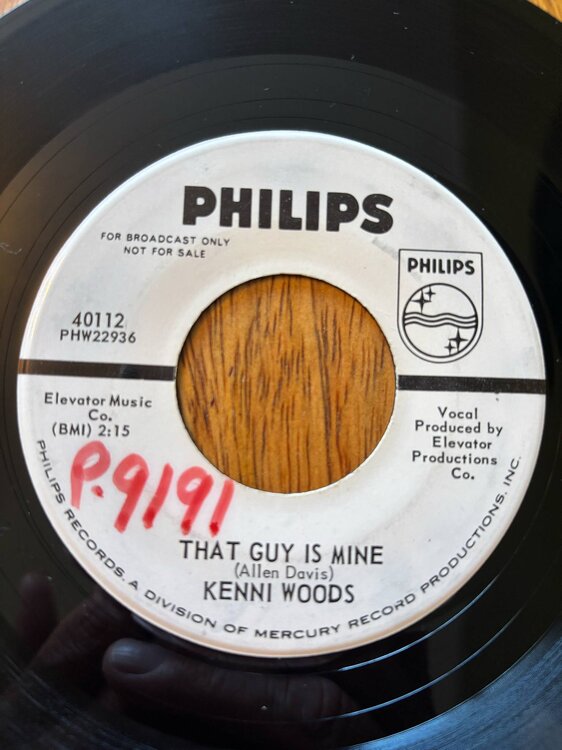 PHILIPS
FOR BROADCAST ONLY
NOT FOR SALE
PHILIPS
40112
PHW22936
Elevator Music
Co.
(BMI) 2:15
Vocal
Produced by
Elevator
Productions
Co.
P.9191
THAT GUY IS MINE
(Allen Davis)
KENNI WOODS
PHILIPS RECORDS. A DIVISION OF MERCURY RECORD PRODUCTIONS, INC.